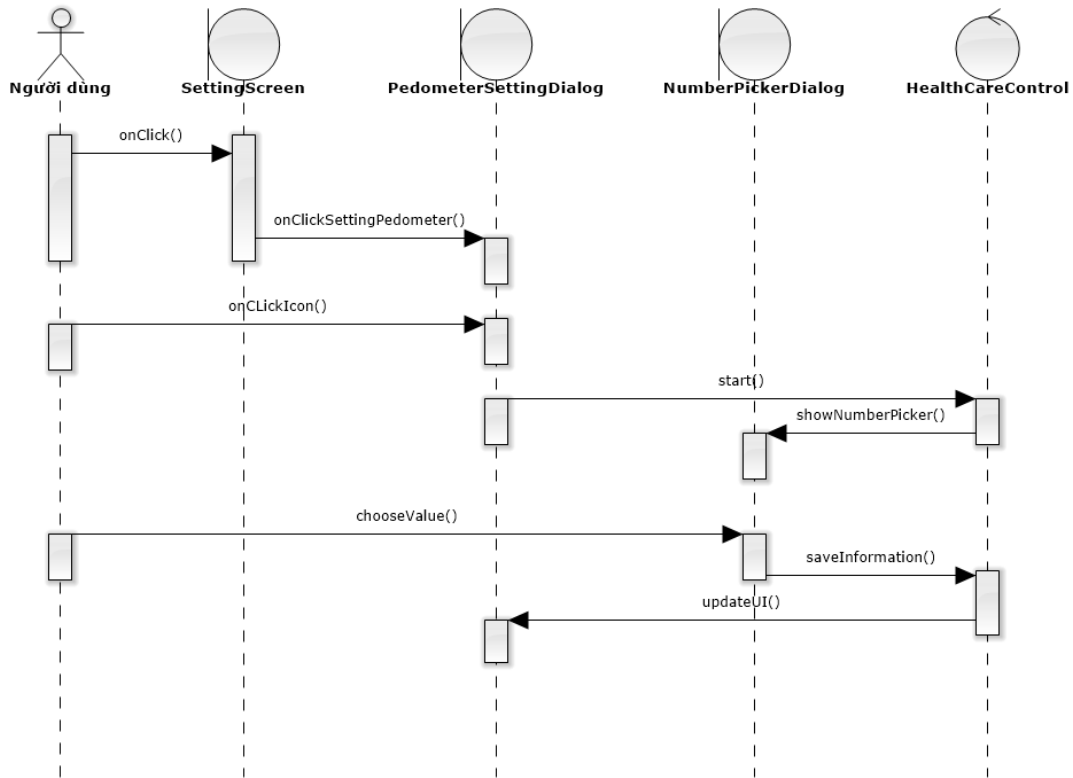 Người dùng
SettingScreen
PedometerSettingDialog
NumberPickerDialog
HealthCareControl
onClick()
onClickSettingPedometer()
onCLickIcon()
start()
showNumberPicker()
chooseValue()
saveInformation()
updateUI()